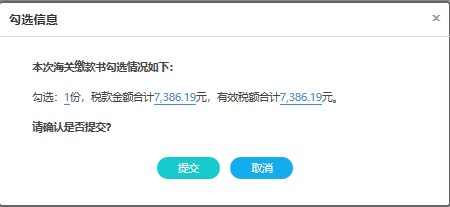 勾选信息
×
本次海关缴款书勾选情况如下：
勾选：1份，税款金额合计7,386.19元，有效税额合计7,386.19元。
请确认是否提交?
提交 取消